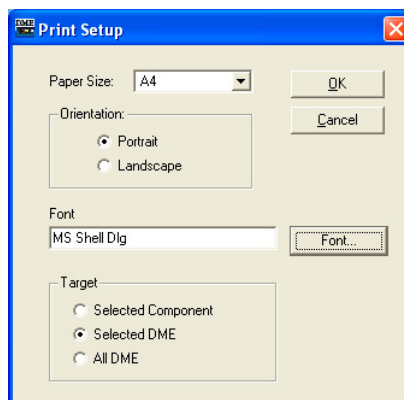 DME Print Setup
Paper Size: A4 OK
Orientation: Cancel
Portrait
Landscape
Font
MS Shell Dlg Font...
Target
Selected Component
Selected DME
All DME